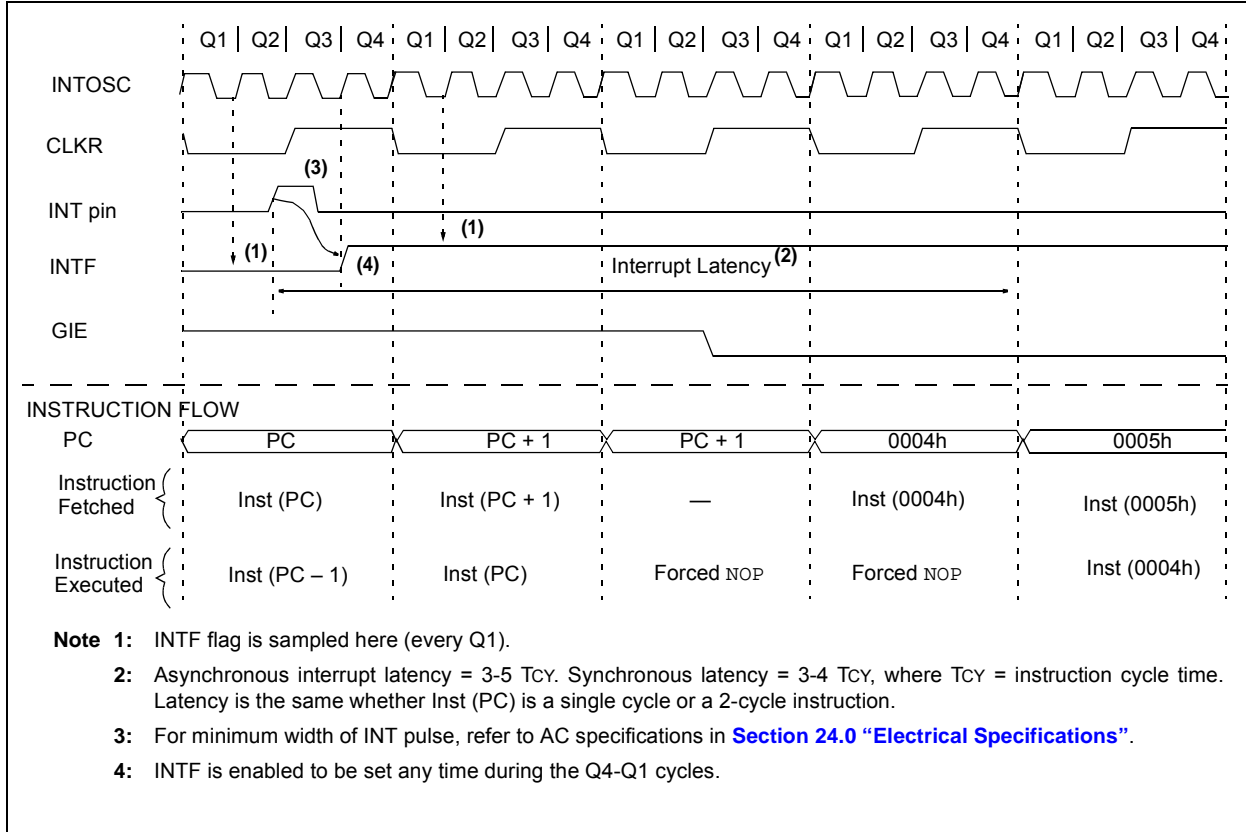 Q1 Q2 Q3 Q4 Q1 Q2 Q3 Q4 Q1 Q2 Q3 Q4 Q1 Q2 Q3 Q4 Q1 Q2 Q3 Q4
INTOSC
CLKR
(3)
INT pin
(1)
(1)
INTF
(4)
Interrupt Latency(2)
GIE
INSTRUCTION FLOW
PC PC PC + 1 PC + 1 0004h 0005h
Instruction
Fetched
Inst (PC) Inst (PC + 1) — Inst (0004h) Inst (0005h)
Instruction
Executed
Inst (PC – 1) Inst (PC) Forced NOP Forced NOP Inst (0004h)
Note 1: INTF flag is sampled here (every Q1).
2: Asynchronous interrupt latency = 3-5 TCY. Synchronous latency = 3-4 TCY, where TCY = instruction cycle time.
Latency is the same whether Inst (PC) is a single cycle or a 2-cycle instruction.
3: For minimum width of INT pulse, refer to AC specifications in Section 24.0 “Electrical Specifications”.
4: INTF is enabled to be set any time during the Q4-Q1 cycles.